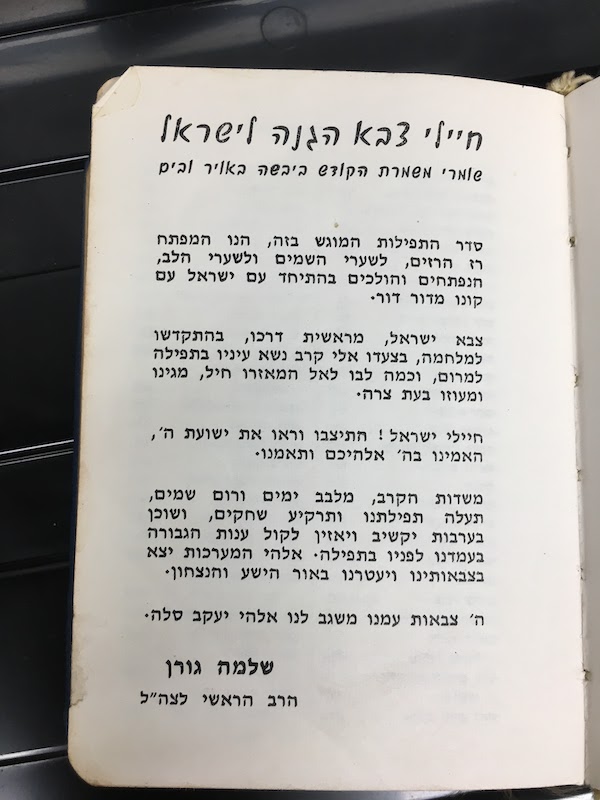 חיילי צבא הגנה לישראל
שומרי משמרת הקודש ביבשה באויר ובים
סדר התפילות המוגש בזה, הנו המפתח
רז הרזים, לשערי השמים ולשערי הלב,
הנפתחים והולכים בהתיחד עם ישראל עם
קונו מדור דור.
צבא ישראל, מראשית דרכו, בהתקדשו
למלחמה, בצעדו אלי קרב נשא עיניו בתפילה
למרום, וכמה לבו לאל המאזרו חיל, מגינו
ומעוזו בעת צרה.
חיילי ישראל! התיצבו וראו את ישועת ה׳,
האמינו בה׳ אלהיכם ותאמנו.
משדות הקרב, מלבב ימים ורום שמים,
תעלה תפילתנו ותרקיע שחקים, ושוכן
בערבות יקשיב ויאזין לקול ענות הגבורה
בעמדנו לפניו בתפילה. אלהי המערכות יצא
בצבאותינו ויעטרנו באור הישע והנצחון.
ה׳ צבאות עמנו משגב לנו אלהי יעקב סלה.
שלמה גורן
הרב הראשי לצה״ל